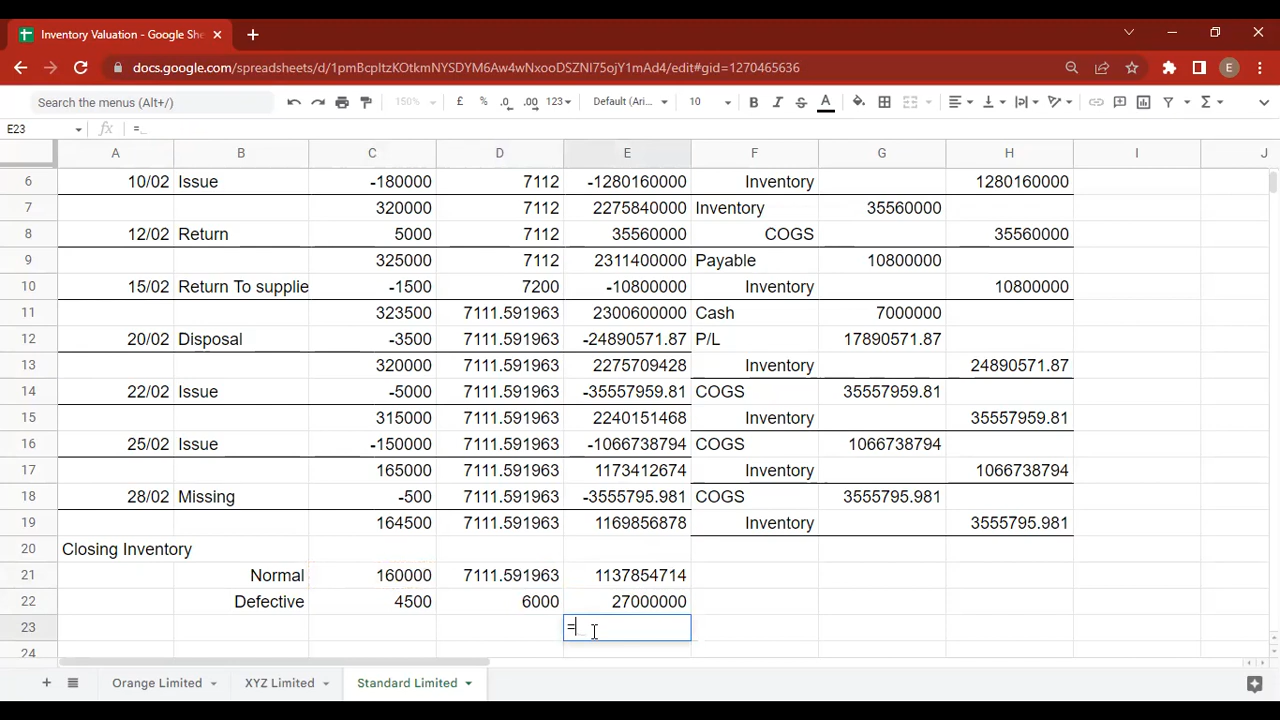 Inventory Valuation - Google She
docs.google.com/spreadsheets/d/1pmBcpltzKOtkmNYSDYM6Aw4wNxooDSZNI75ojY1mAd4/edit#gid=1270465636 E
Search the menus (Alt+/) 150% £ % .0 .00 123 Default (Ari... 10 B I S A
E23 fx =
A B C D E F G H I J
6 10/02 Issue -180000 7112 -1280160000 Inventory 1280160000
7 320000 7112 2275840000 Inventory 35560000
8 12/02 Return 5000 7112 35560000 COGS 35560000
9 325000 7112 2311400000 Payable 10800000
10 15/02 Return To supplie -1500 7200 -10800000 Inventory 10800000
11 323500 7111.591963 2300600000 Cash 7000000
12 20/02 Disposal -3500 7111.591963 -24890571.87 P/L 17890571.87
13 320000 7111.591963 2275709428 Inventory 24890571.87
14 22/02 Issue -5000 7111.591963 -35557959.81 COGS 35557959.81
15 315000 7111.591963 2240151468 Inventory 35557959.81
16 25/02 Issue -150000 7111.591963 -1066738794 COGS 1066738794
17 165000 7111.591963 1173412674 Inventory 1066738794
18 28/02 Missing -500 7111.591963 -3555795.981 COGS 3555795.981
19 164500 7111.591963 1169856878 Inventory 3555795.981
20 Closing Inventory
21 Normal 160000 7111.591963 1137854714
22 Defective 4500 6000 27000000
23 =
24
Orange Limited XYZ Limited Standard Limited